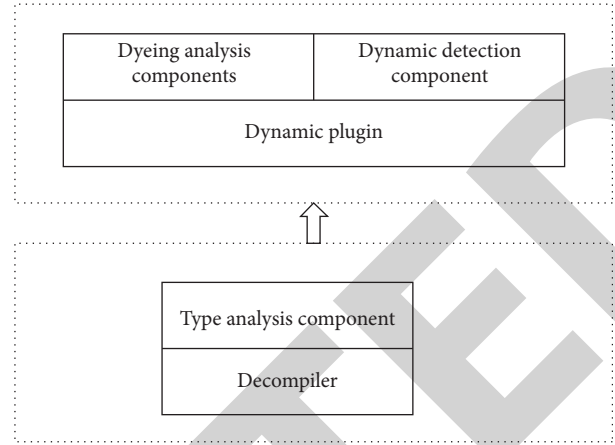 Dyeing analysis
components
Dynamic detection
component
Dynamic plugin
Type analysis component
Decompiler